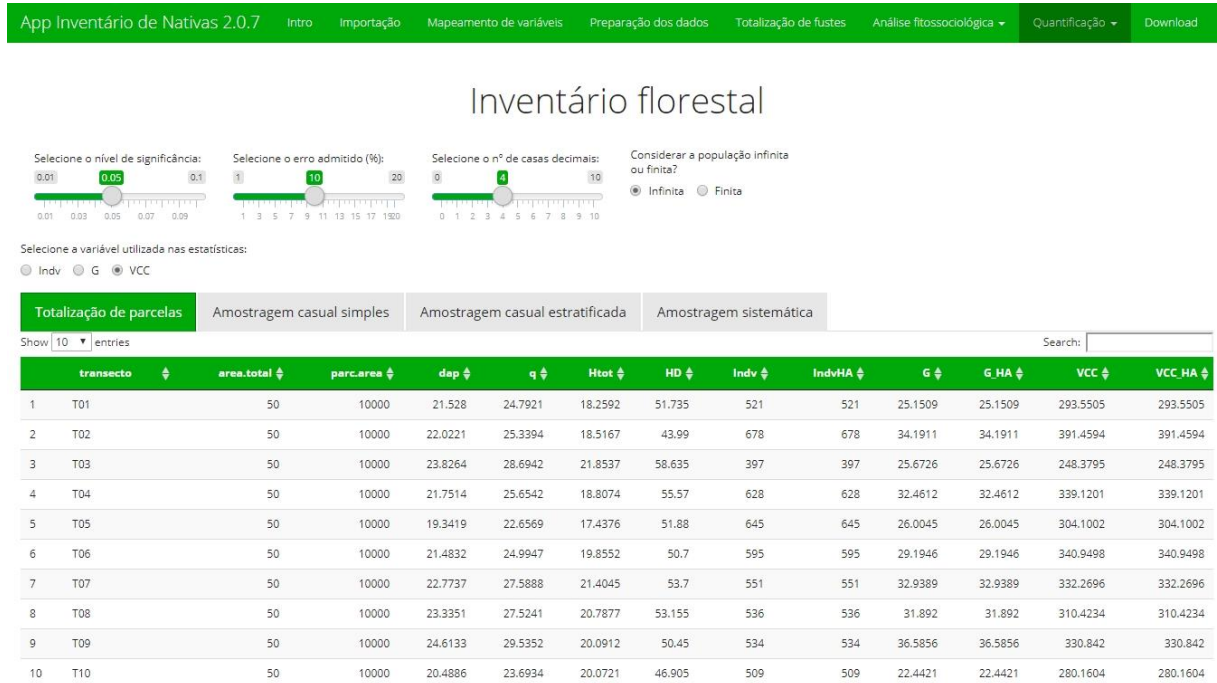 App Inventário de Nativas 2.0.7 Intro Importação Mapeamento de variáveis Preparação dos dados Totalização de fustes Análise fitossociológica Quantificação Download
Inventário florestal
Selecione o nível de significância: Selecione o erro admitido (%): Selecione o nº de casas decimais: Considerar a população infinita
ou finita?
0.01 0.05 0.1 1 10 20 0 4 10
Infinita Finita
0.01 0.03 0.05 0.07 0.09 1 3 5 7 9 11 13 15 17 19 20 0 1 2 3 4 5 6 7 8 9 10
Selecione a variável utilizada nas estatísticas:
Indv G VCC
Totalização de parcelas Amostragem casual simples Amostragem casual estratificada Amostragem sistemática
Show 10 entries Search:
transecto area.total parc.area dap q Htot HD Indv IndvHA G G_HA VCC VCC_HA
1 T01 50 10000 21.528 24.7921 18.2592 51.735 521 521 25.1509 25.1509 293.5505 293.5505
2 T02 50 10000 22.0221 25.3394 18.5167 43.99 678 678 34.1911 34.1911 391.4594 391.4594
3 T03 50 10000 23.8264 28.6942 21.8537 58.635 397 397 25.6726 25.6726 248.3795 248.3795
4 T04 50 10000 21.7514 25.6542 18.8074 55.57 628 628 32.4612 32.4612 339.1201 339.1201
5 T05 50 10000 19.3419 22.6569 17.4376 51.88 645 645 26.0045 26.0045 304.1002 304.1002
6 T06 50 10000 21.4832 24.9947 19.8552 50.7 595 595 29.1946 29.1946 340.9498 340.9498
7 T07 50 10000 22.7737 27.5888 21.4045 53.7 551 551 32.9389 32.9389 332.2696 332.2696
8 T08 50 10000 23.3351 27.5241 20.7877 53.155 536 536 31.892 31.892 310.4234 310.4234
9 T09 50 10000 24.6133 29.5352 20.0912 50.45 534 534 36.5856 36.5856 330.842 330.842
10 T10 50 10000 20.4886 23.6934 20.0721 46.905 509 509 22.4421 22.4421 280.1604 280.1604